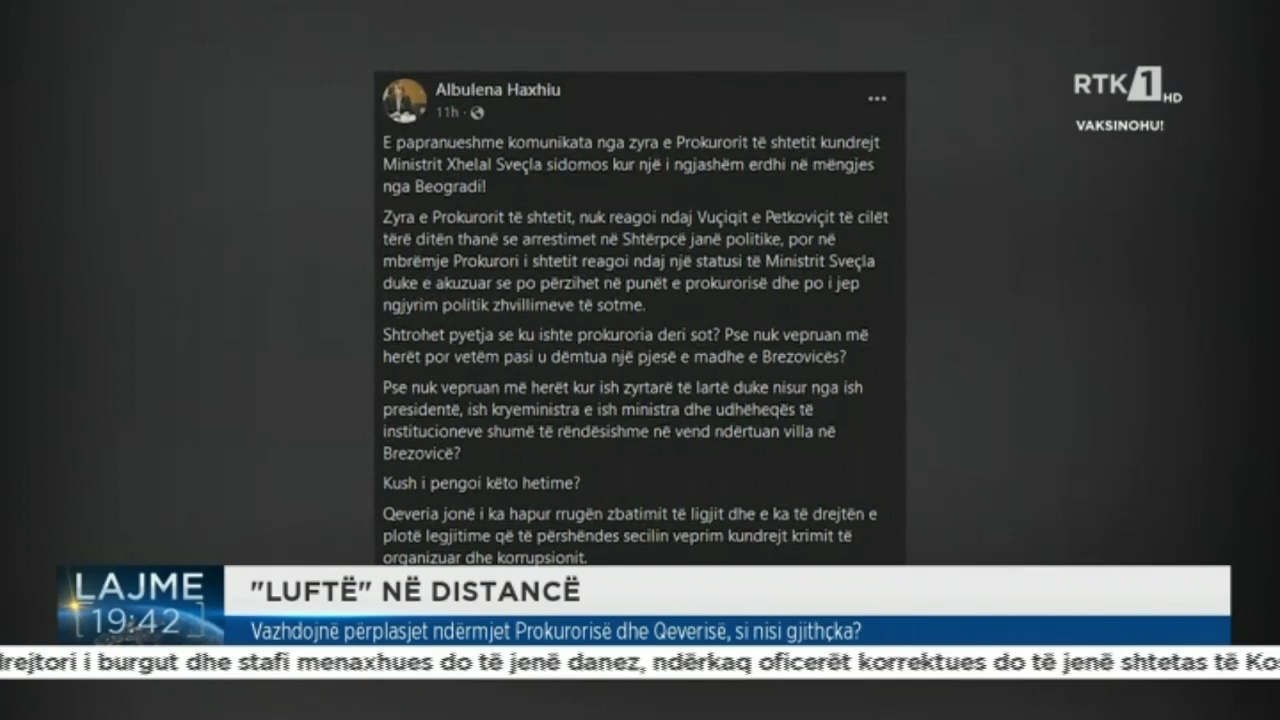 Albulena Haxhiu
11h
E papranueshme komunikata nga zyra e Prokurorit të shtetit kundrejt
Ministrit Xhelal Sveçla sidomos kur një i ngjashëm erdhi në mëngjes
nga Beogradi!
Zyra e Prokurorit të shtetit, nuk reagoi ndaj Vuçiqit e Petkoviçit të cilët
tërë ditën thanë se arrestimet në Shtërpcë janë politike, por në
mbrëmje Prokurori i shtetit reagoi ndaj një statusi të Ministrit Sveçla
duke e akuzuar se po përzihet në punët e prokurorisë dhe po i jep
ngjyrim politik zhvillimeve të sotme.
Shtrohet pyetja se ku ishte prokuroria deri sot? Pse nuk vepruan më
herët por vetëm pasi u dëmtua një pjesë e madhe e Brezovicës?
Pse nuk vepruan më herët kur ish zyrtarë të lartë duke nisur nga ish
presidentë, ish kryeministra e ish ministra dhe udhëheqës të
institucioneve shumë të rëndësishme në vend ndërtuan villa në
Brezovicë?
Kush i pengoi këto hetime?
Qeveria jonë i ka hapur rrugën zbatimit të ligjit dhe e ka të drejtën e
plotë legjitime që të përshëndes secilin veprim kundrejt krimit të
organizuar dhe korrupsionit.
RTK 1 HD
VAKSINOHU!
LAJME
19:42
"LUFTË" NË DISTANCË
Vazhdojnë përplasjet ndërmjet Prokurorisë dhe Qeverisë, si nisi gjithçka?
drejtori i burgut dhe stafi menaxhues do të jenë danez, ndërkaq oficerët korrektues do të jenë shtetas të Ko